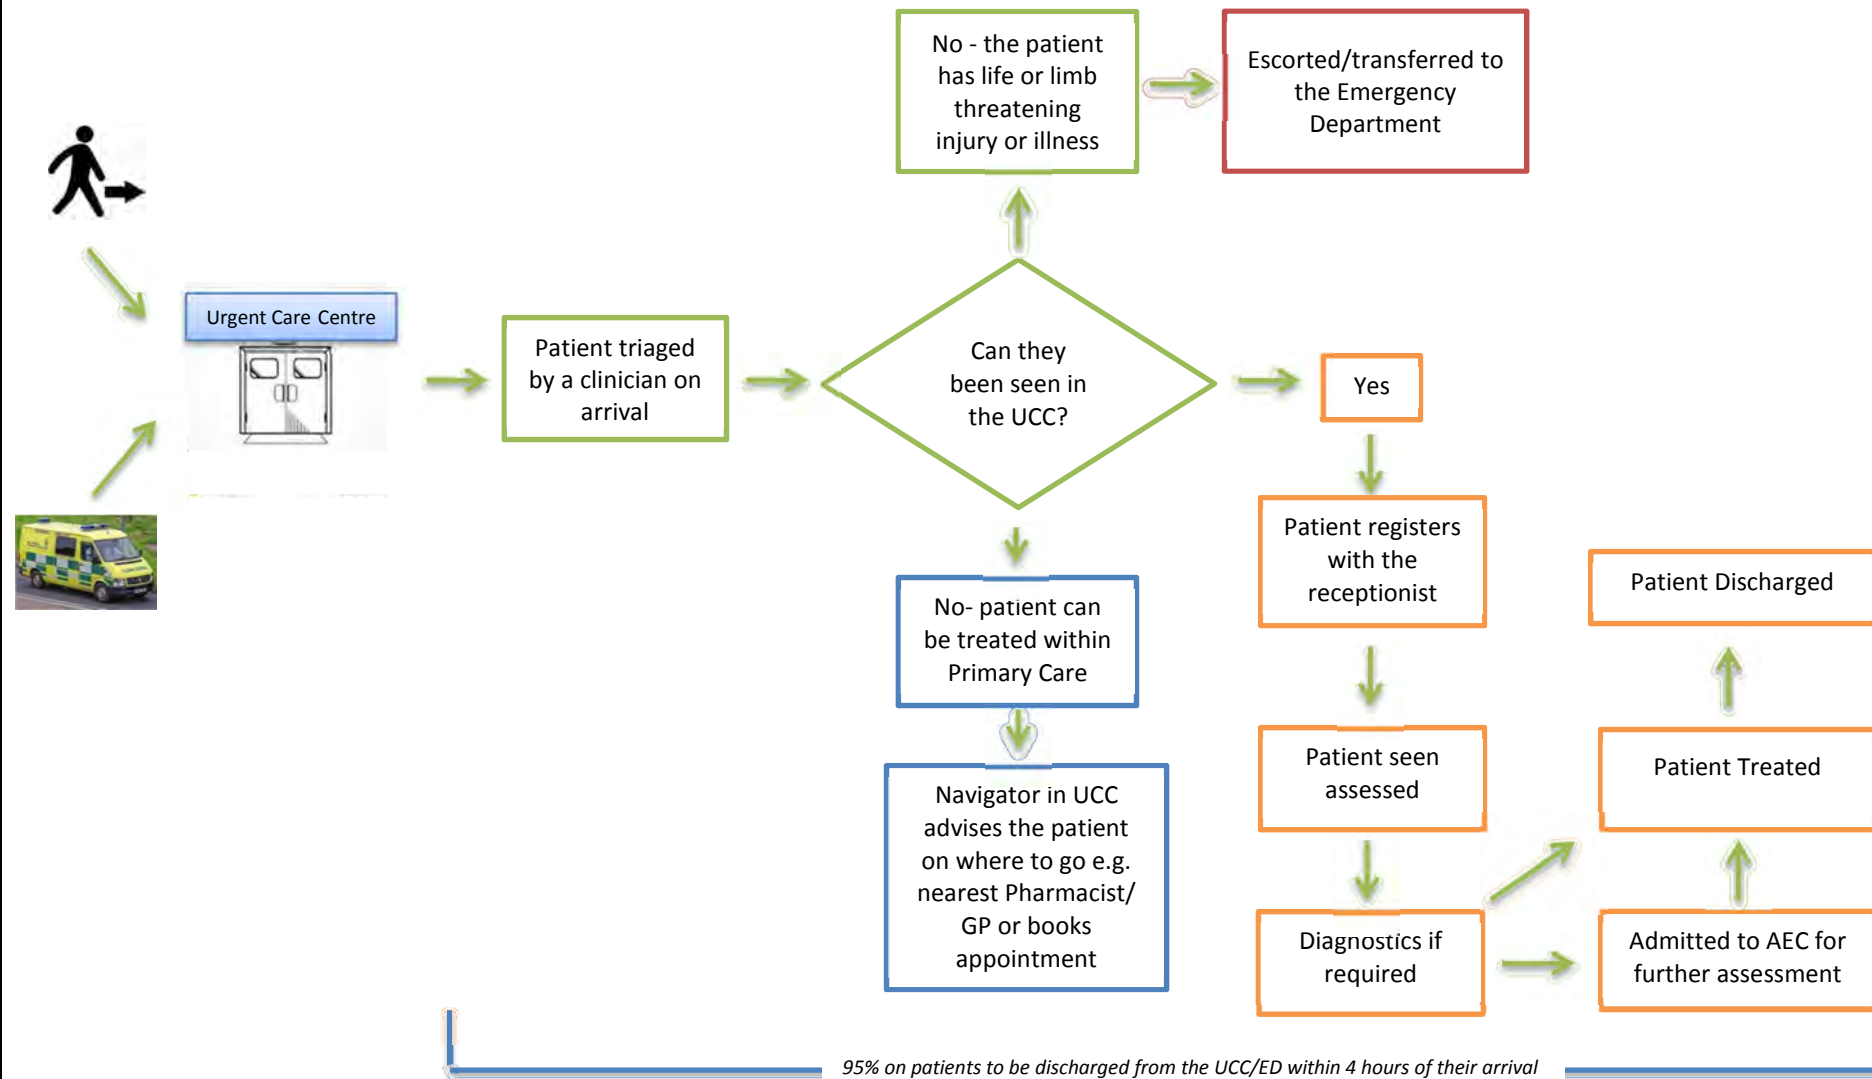 No - the patient
has life or limb
threatening
injury or illness
Escorted/transferred to
the Emergency
Department
Urgent Care Centre
Patient triaged
by a clinician on
arrival
Can they
been seen in
the UCC?
Yes
Patient registers
with the
receptionist
Patient Discharged
No- patient can
be treated within
Primary Care
Patient seen
assessed
Patient Treated
Navigator in UCC
advises the patient
on where to go e.g.
nearest Pharmacist/
GP or books
appointment
Diagnostics if
required
Admitted to AEC for
further assessment
95% on patients to be discharged from the UCC/ED within 4 hours of their arrival